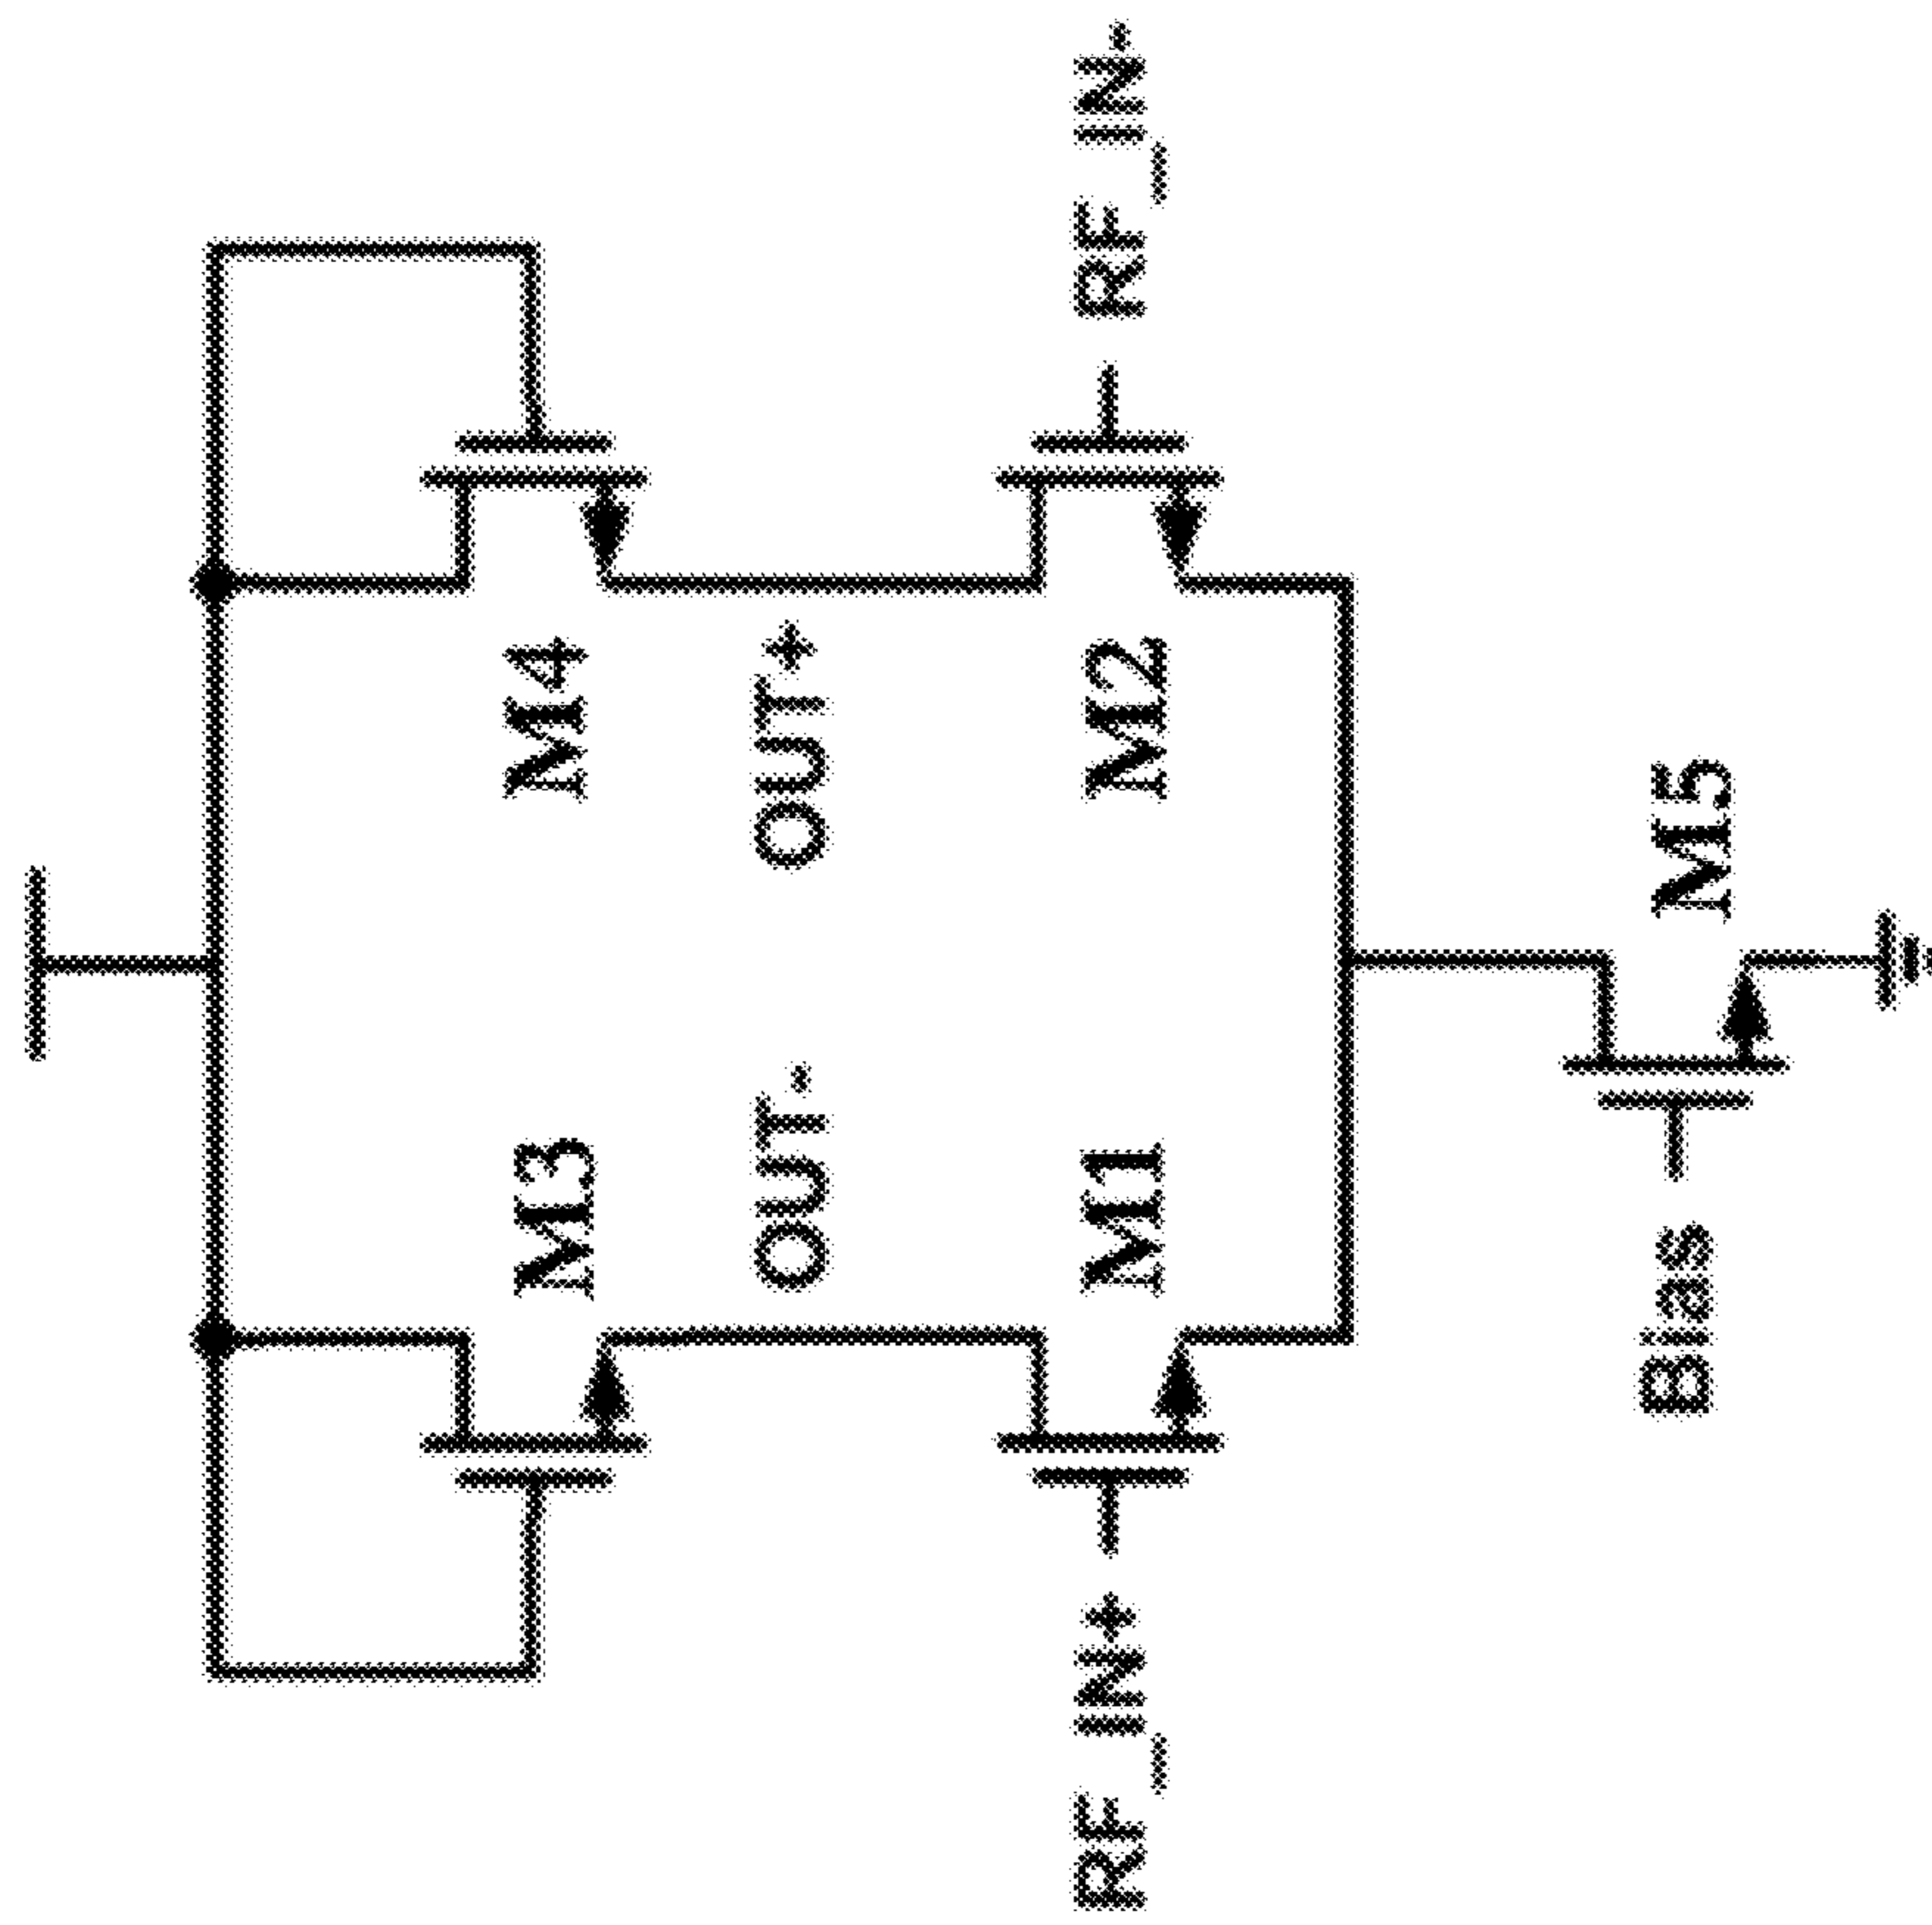 M3
M4
OUT-
OUT+
RF_IN+
M1
M2
RF_IN-
Bias
M5